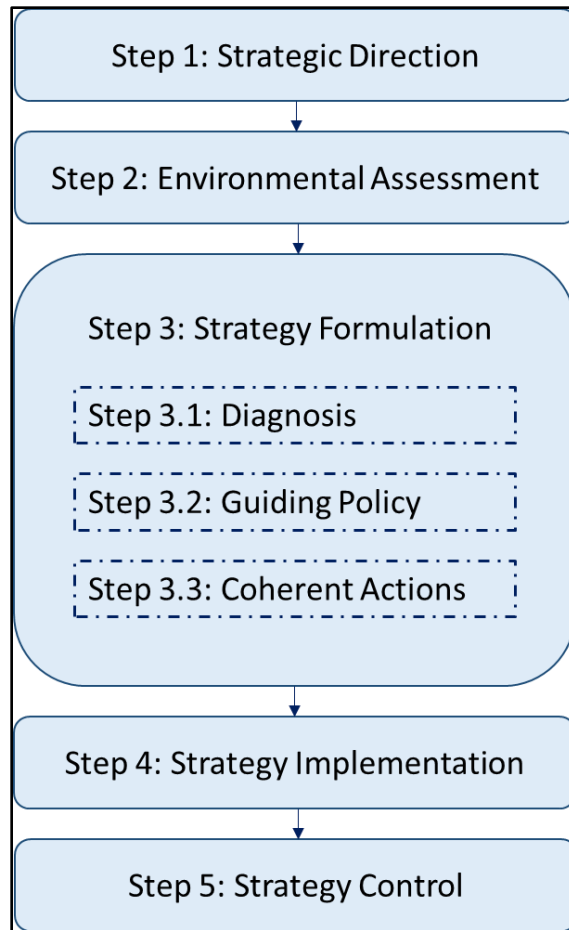 Step 1: Strategic Direction
Step 2: Environmental Assessment
Step 3: Strategy Formulation
Step 3.1: Diagnosis
Step 3.2: Guiding Policy
Step 3.3: Coherent Actions
Step 4: Strategy Implementation
Step 5: Strategy Control